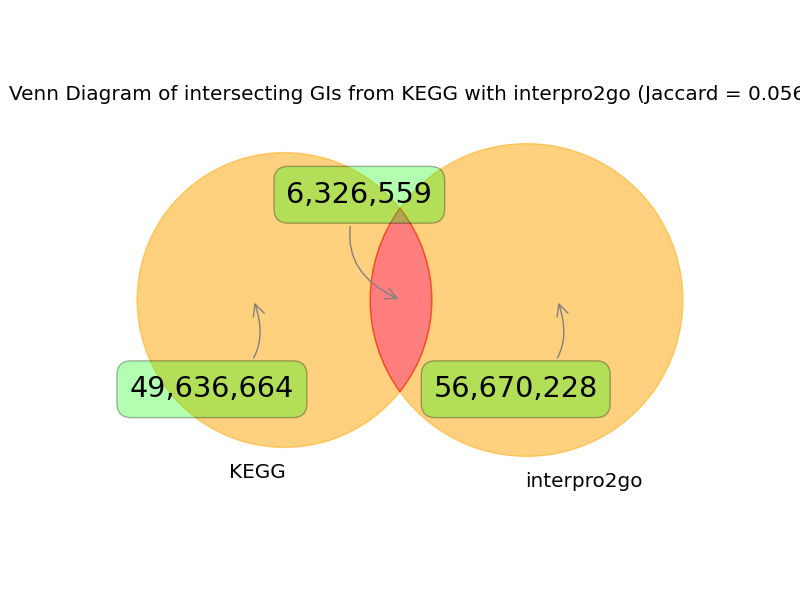 Venn Diagram of intersecting GIs from KEGG with interpro2go (Jaccard = 0.056
6,326,559
49,636,664
56,670,228
KEGG
interpro2go